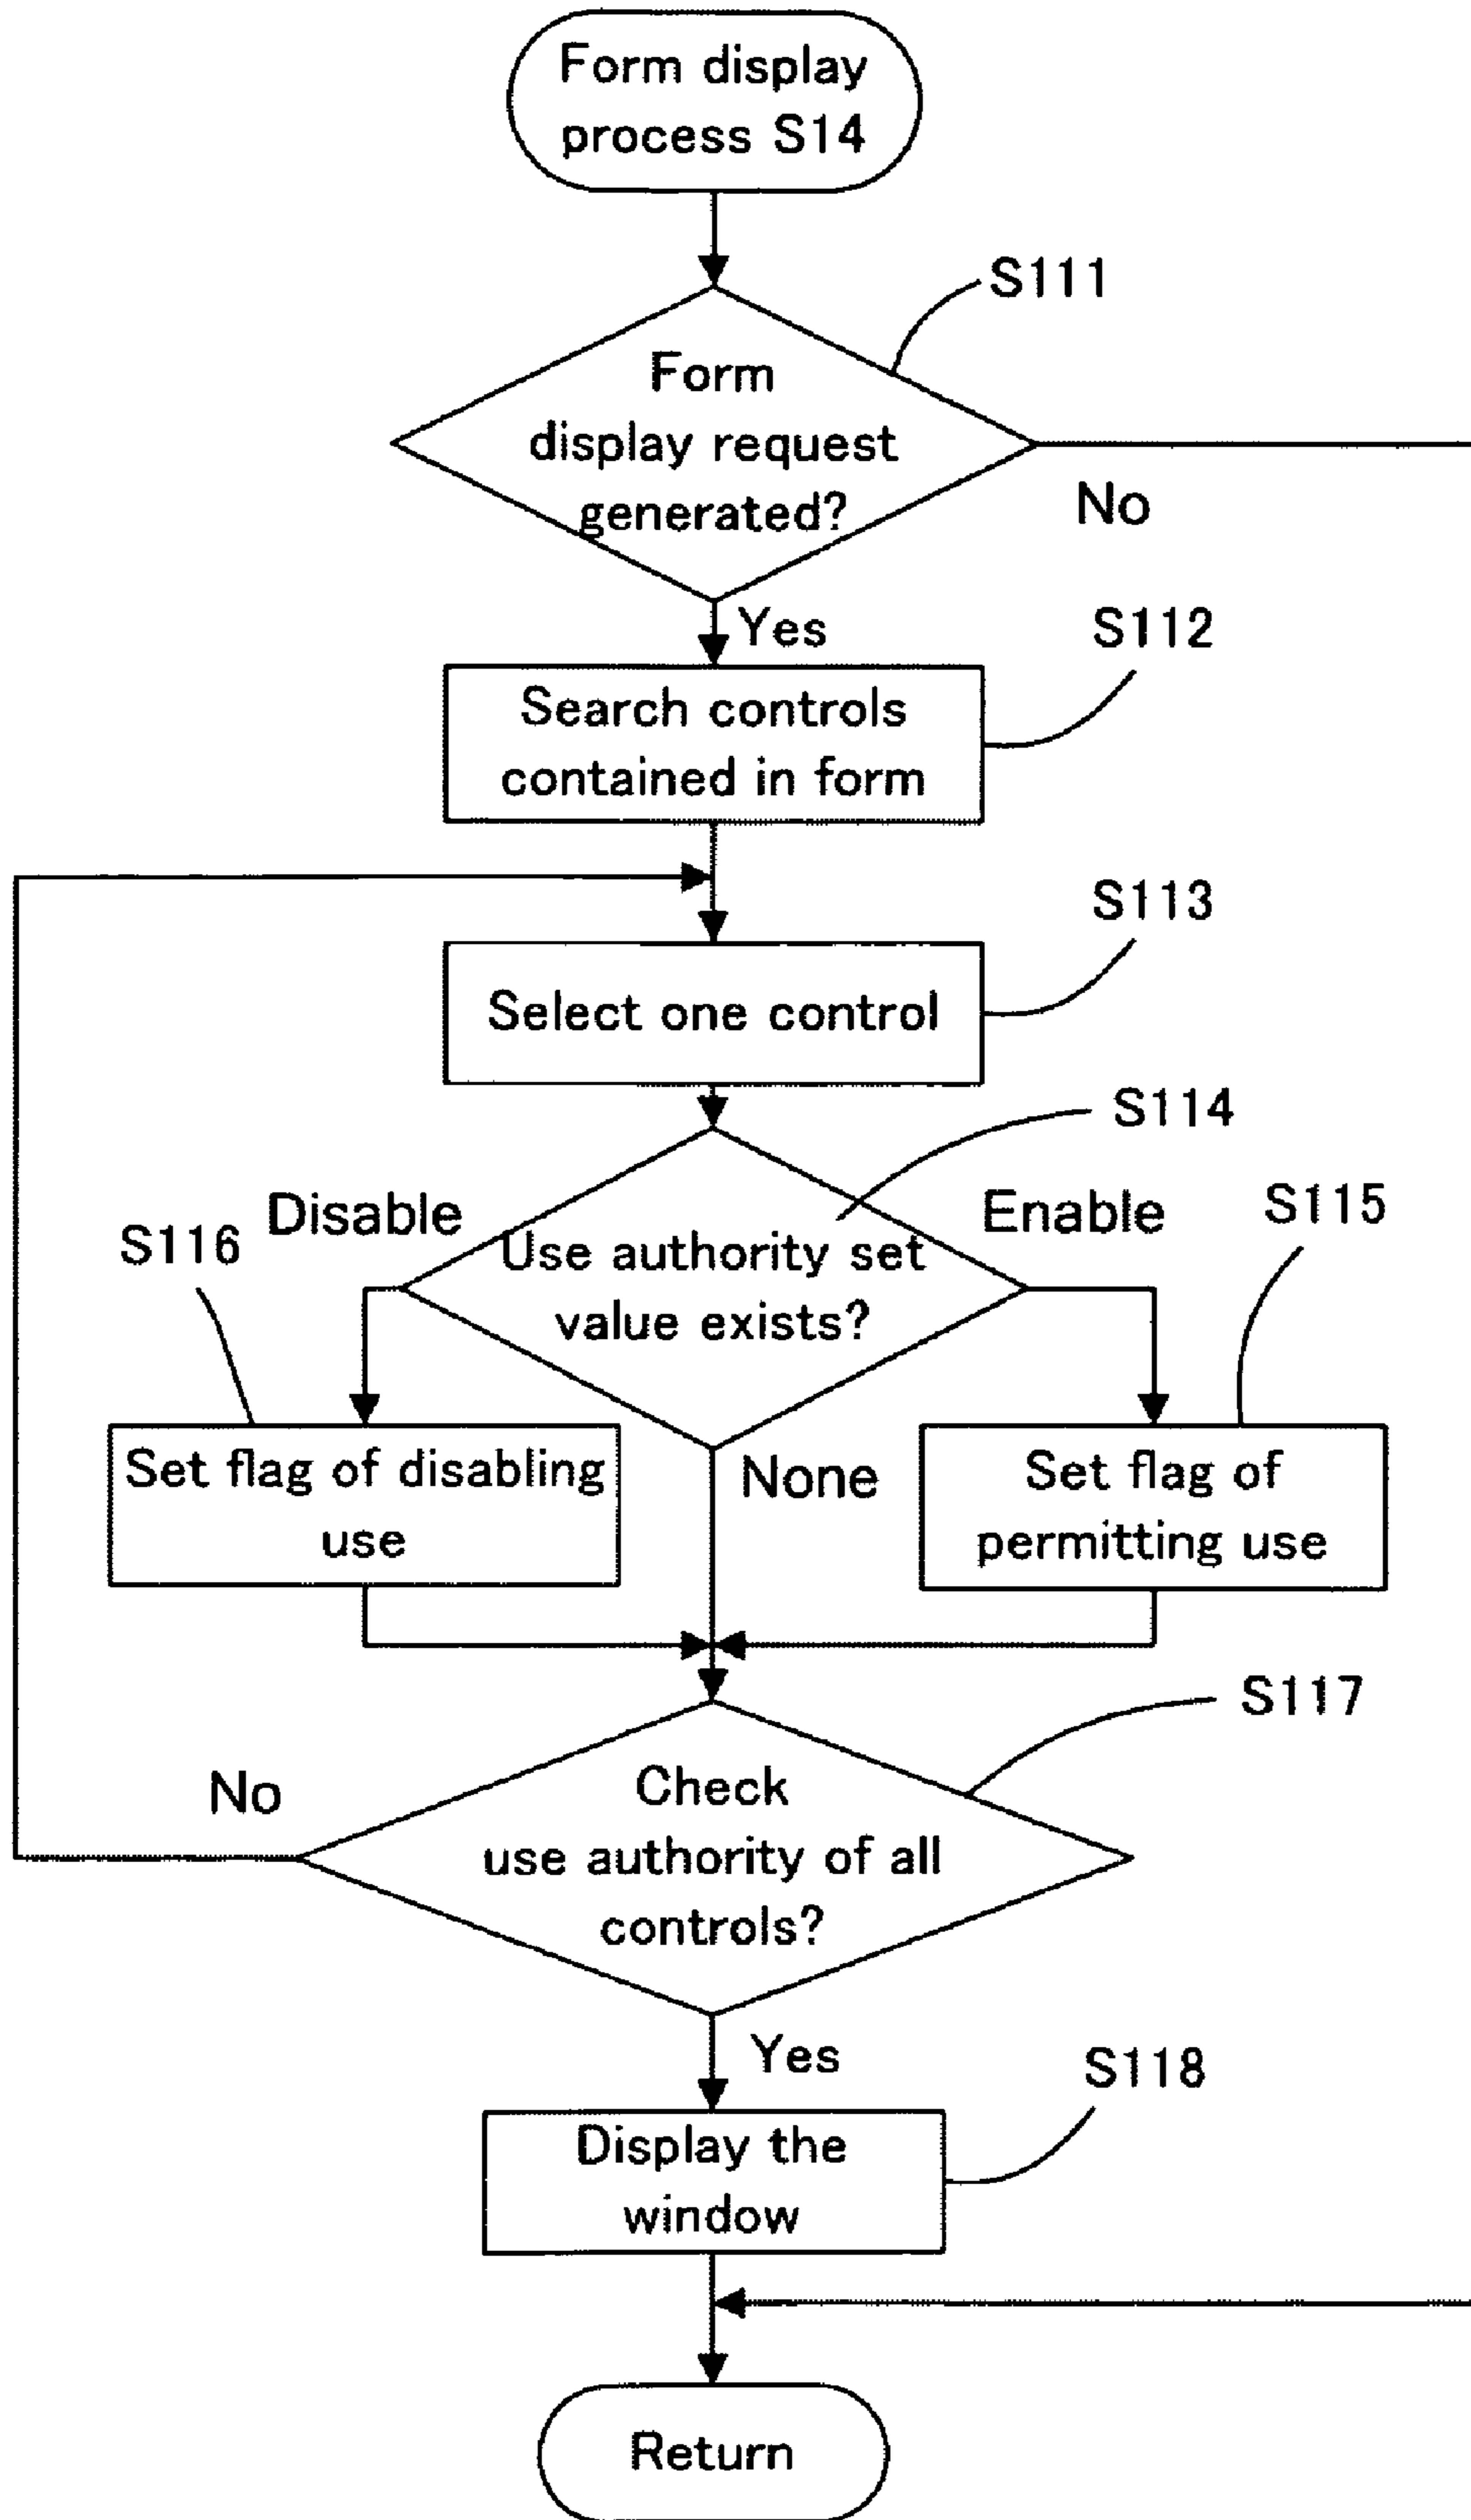 Form display
process S14
S111
Form
display request
generated?
No
Yes
S112
Search controls
contained in form
S113
Select one control
S114
Disable
Enable
S115
S116
Use authority set
value exists?
Set flag of disabling
use
None
Set flag of
permitting use
S117
No
Check
use authority of all
controls?
Yes
S118
Display the
window
Return